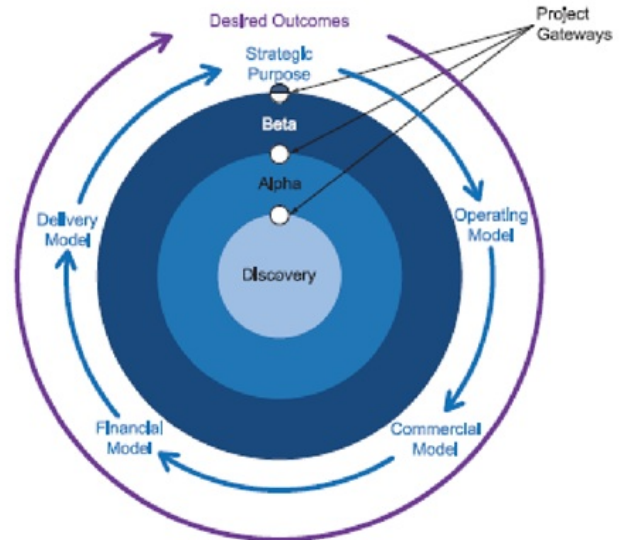 Project
Gateways
Desired Outcomes
Strategic
Purpose
Beta
Alpha
Delivery
Model
Operating
Model
Discovery
Financial
Model
Commercial
Model